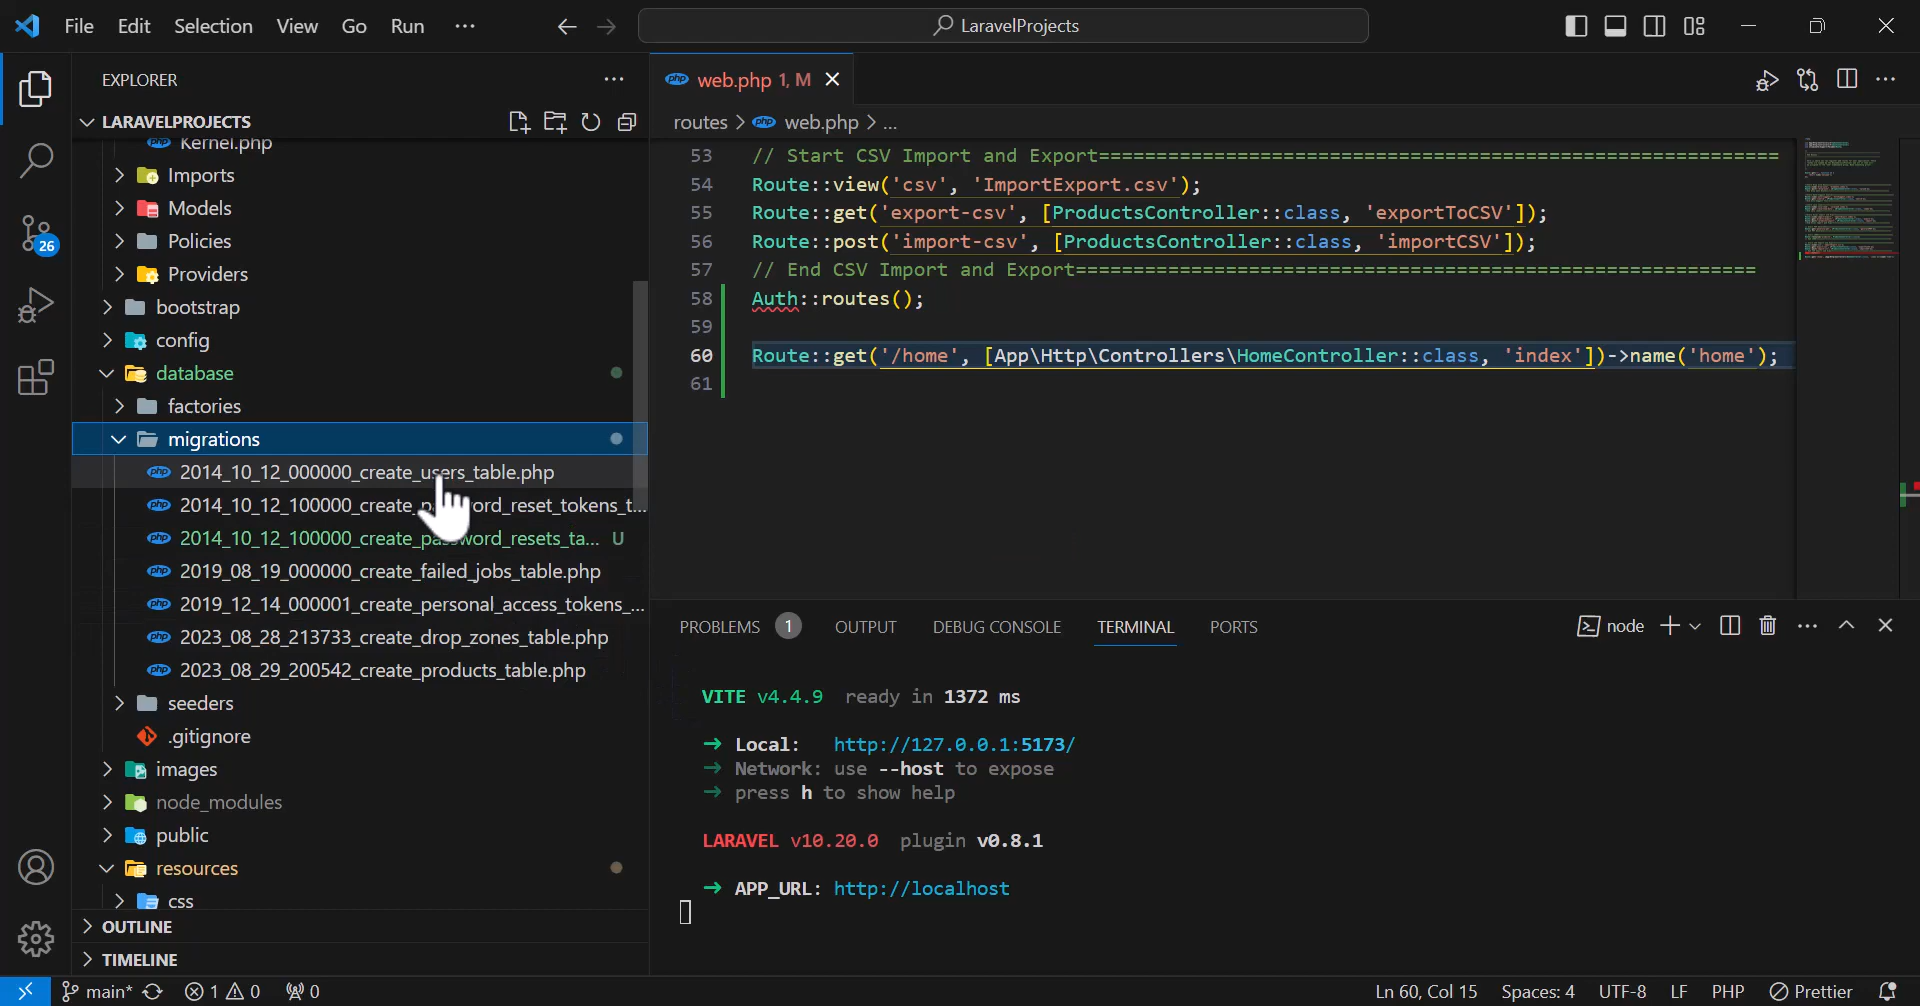 File Edit Selection View Go Run ··· LaravelProjects
EXPLORER
LARAVELPROJECTS
Kernel.php
Imports
Models
Policies
Providers
bootstrap
config
database
factories
migrations
2014_10_12_000000_create_users_table.php
2014_10_12_100000_create_p ord_reset_tokens_t...
2014_10_12_100000_create_pa word_resets_ta... U
2019_08_19_000000_create_failed_jobs_table.php
2019_12_14_000001_create_personal_access_tokens_...
2023_08_28_213733_create_drop_zones_table.php
2023_08_29_200542_create_products_table.php
seeders
.gitignore
images
node_modules
public
resources
css
OUTLINE
TIMELINE
26
php web.php 1, M
routes > php web.php > ...
53 // Start CSV Import and Export===========================================================
54 Route::view('csv', 'ImportExport.csv');
55 Route::get('export-csv', [ProductsController::class, 'exportToCSV']);
56 Route::post('import-csv', [ProductsController::class, 'importCSV']);
57 // End CSV Import and Export===========================================================
58 Auth::routes();
59
60 Route::get('/home', [App\Http\Controllers\HomeController::class, 'index'])->name('home');
61
PROBLEMS 1 OUTPUT DEBUG CONSOLE TERMINAL PORTS node
VITE v4.4.9 ready in 1372 ms
➜ Local: http://127.0.0.1:5173/
➜ Network: use --host to expose
➜ press h to show help
LARAVEL v10.20.0 plugin v0.8.1
➜ APP_URL: http://localhost
main* 1 0 0 Ln 60, Col 15 Spaces: 4 UTF-8 LF PHP Prettier